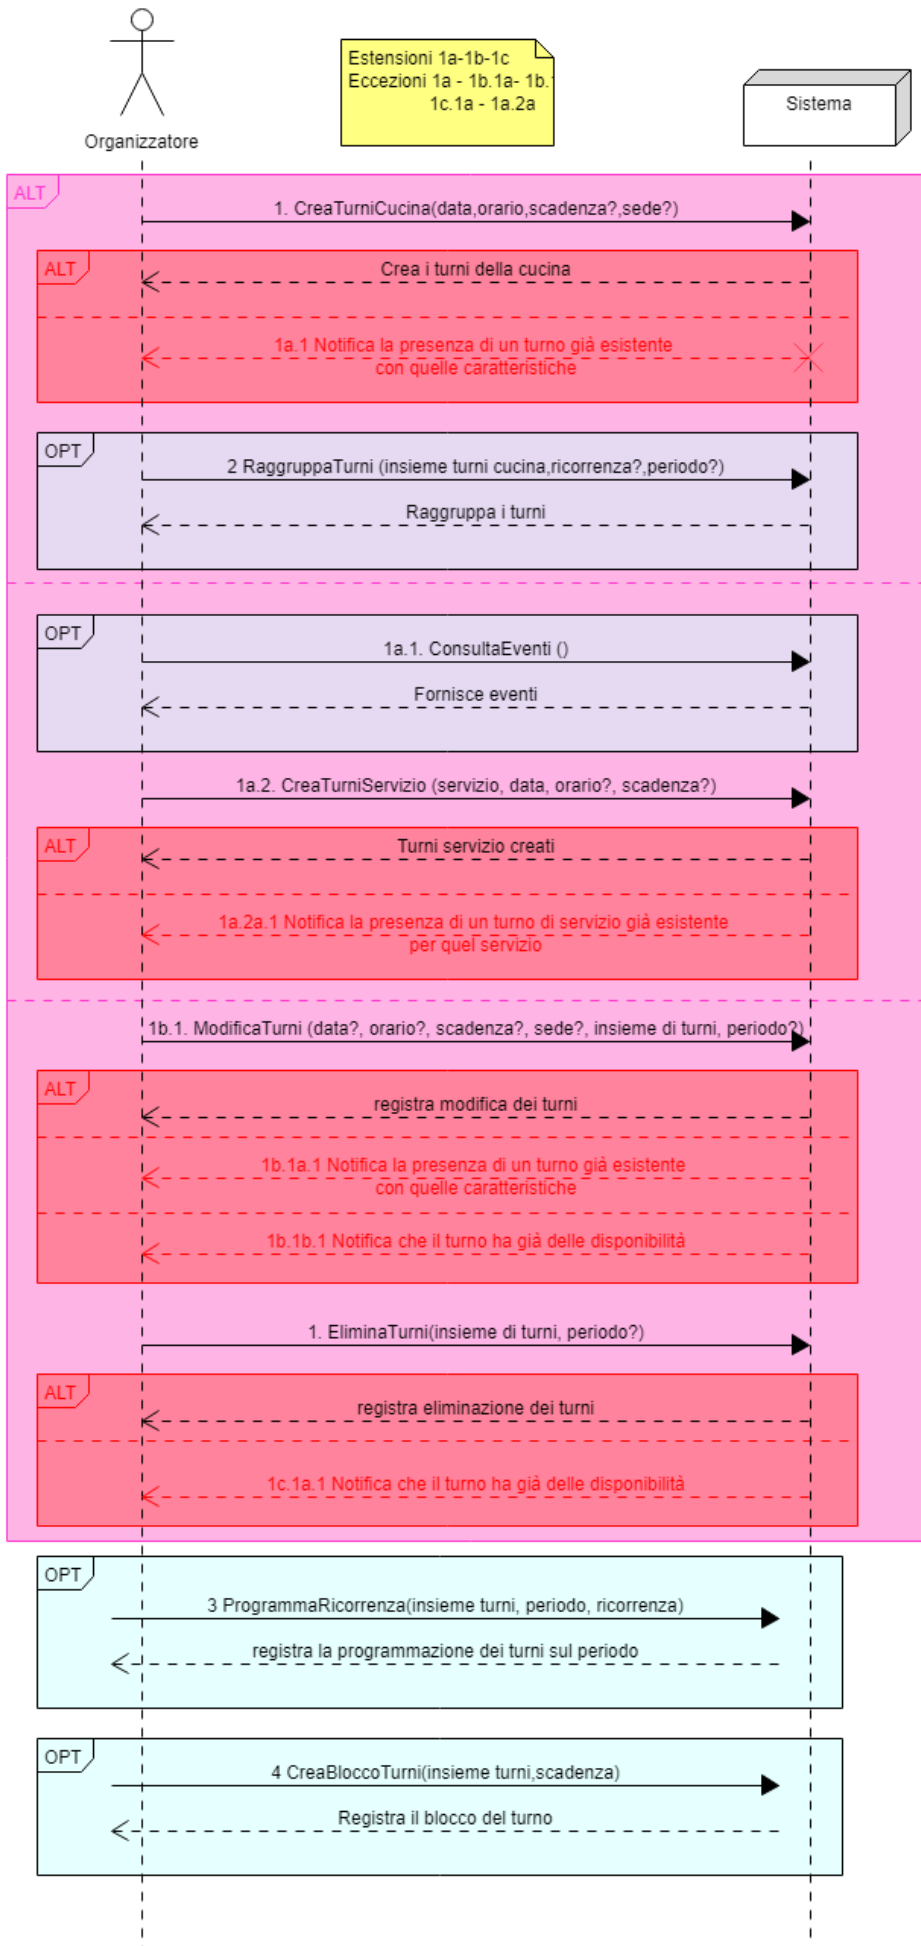 Estensioni 1a-1b-1c
Eccezioni 1a - 1b.1a- 1b.
1c.1a - 1a.2a
Sistema
Organizzatore
ALT
1. CreaTurniCucina(data,orario,scadenza?,sede?)
ALT
Crea i turni della cucina
1a.1 Notifica la presenza di un turno già esistente
con quelle caratteristiche
OPT
2 RaggruppaTurni (insieme turni cucina,ricorrenza?,periodo?)
Raggruppa i turni
OPT
1a.1. ConsultaEventi ()
Fornisce eventi
1a.2. CreaTurniServizio (servizio, data, orario?, scadenza?)
ALT
Turni servizio creati
1a.2a.1 Notifica la presenza di un turno di servizio già esistente
per quel servizio
1b.1. ModificaTurni (data?, orario?, scadenza?, sede?, insieme di turni, periodo?)
ALT
registra modifica dei turni
1b.1a.1 Notifica la presenza di un turno già esistente
con quelle caratteristiche
1b.1b.1 Notifica che il turno ha già delle disponibilità
1. EliminaTurni(insieme di turni, periodo?)
ALT
registra eliminazione dei turni
1c.1a.1 Notifica che il turno ha già delle disponibilità
OPT
3 ProgrammaRicorrenza(insieme turni, periodo, ricorrenza)
registra la programmazione dei turni sul periodo
OPT
4 CreaBloccoTurni(insieme turni,scadenza)
Registra il blocco del turno